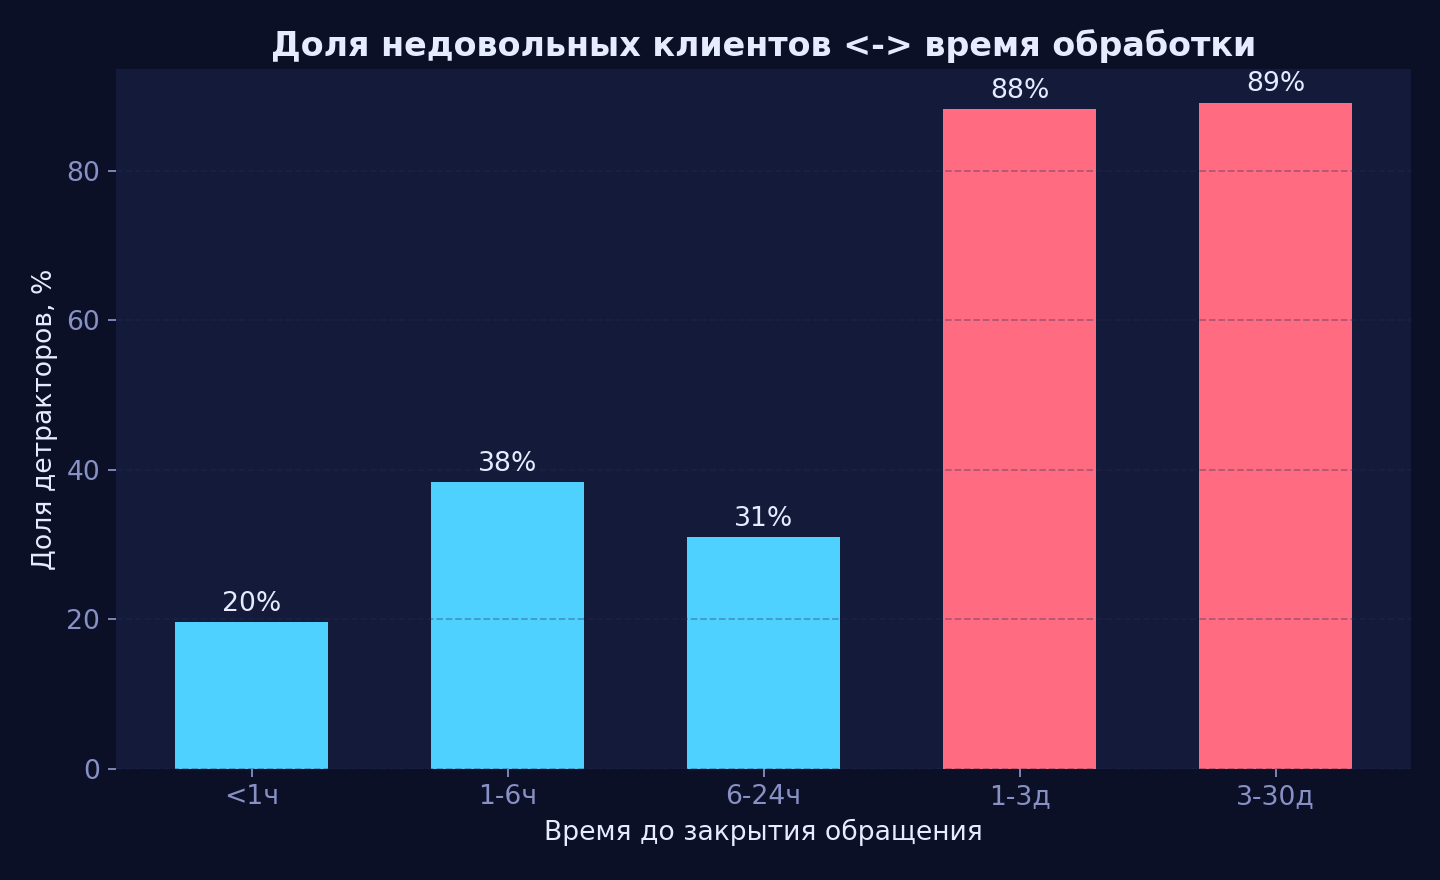 Доля недовольных клиентов <-> время обработки
88%
89%
38%
31%
20%
Доля детракторов, %
80
60
40
20
0
<1ч
1-6ч
6-24ч
1-3д
3-30д
Время до закрытия обращения